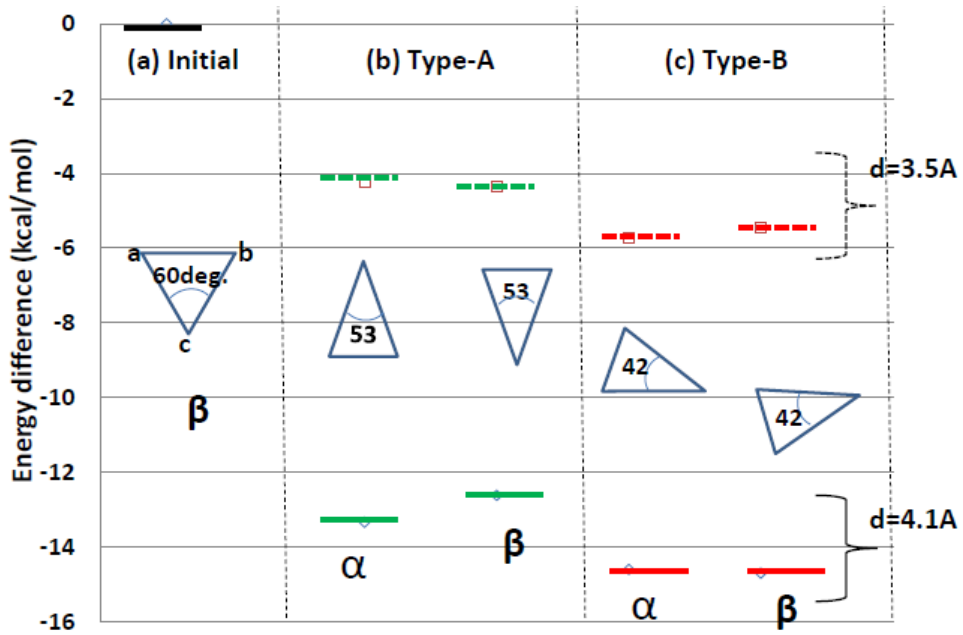 0
(a) Initial
(b) Type-A
(c) Type-B
-2
-4
d=3.5A
-6
a
b
60deg.
c
53
53
-8
42
-10
β
42
-12
d=4.1A
-14
α
β
α
β
-16
Energy difference (kcal/mol)